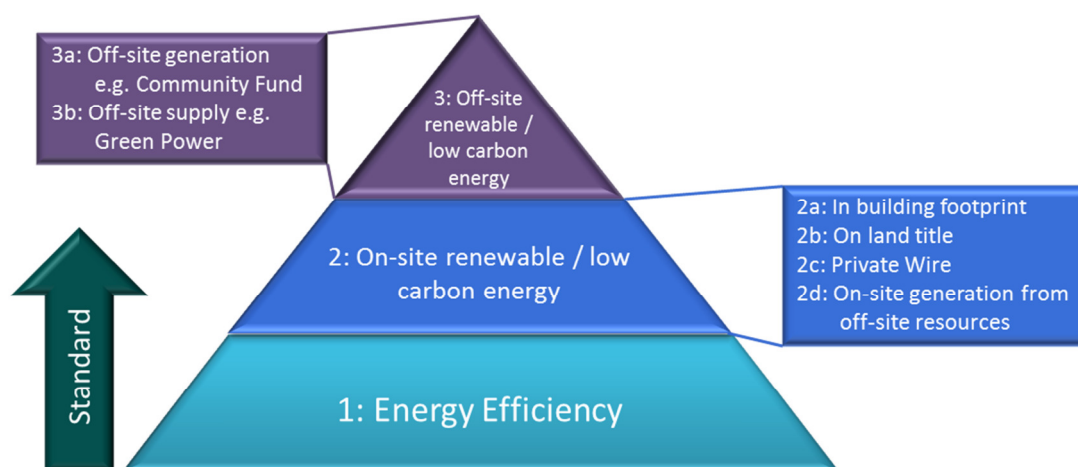 3a: Off-site generation
e.g. Community Fund
3b: Off-site supply e.g.
Green Power
3: Off-site
renewable /
low carbon
energy
2a: In building footprint
2b: On land title
2c: Private Wire
2d: On-site generation from
off-site resources
2: On-site renewable / low
carbon energy
Standard
1: Energy Efficiency